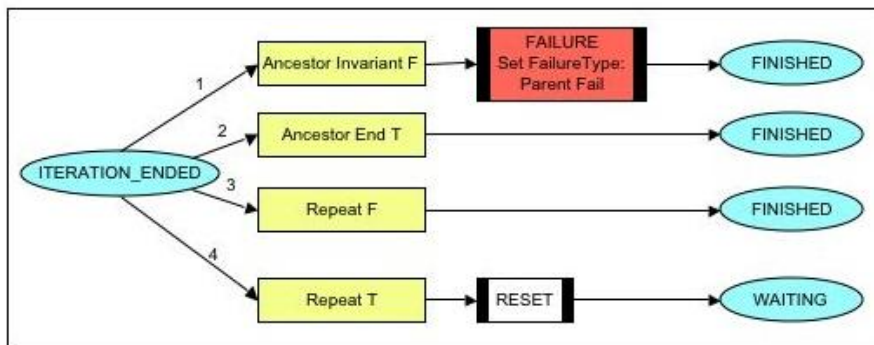 FAILURE
Ancestor Invariant F
Set FailureType:
FINISHED
Parent Fail
1
2
Ancestor End T
FINISHED
ITERATION_ENDED
3
Repeat F
FINISHED
4
Repeat T
RESET
WAITING